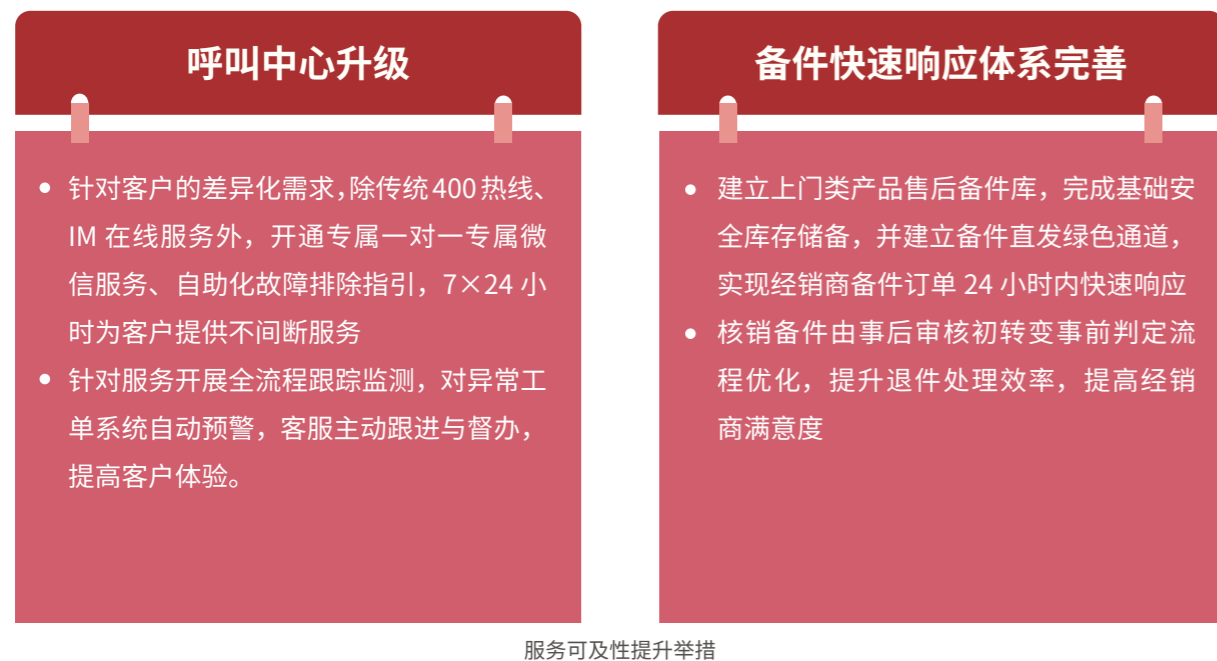 呼叫中心升级
针对客户的差异化需求，除传统 400 热线、
IM 在线服务外，开通专属一对一专属微
信服务、自助化故障排除指引，7×24 小
时为客户提供不间断服务
针对服务开展全流程跟踪监测，对异常工
单系统自动预警，客服主动跟进与督办，
提高客户体验。
备件快速响应体系完善
建立上门类产品售后备件库，完成基础安
全库存储备，并建立备件直发绿色通道，
实现经销商备件订单 24 小时内快速响应
核销备件由事后审核初转变事前判定流
程优化，提升退件处理效率，提高经销
商满意度
服务可及性提升举措